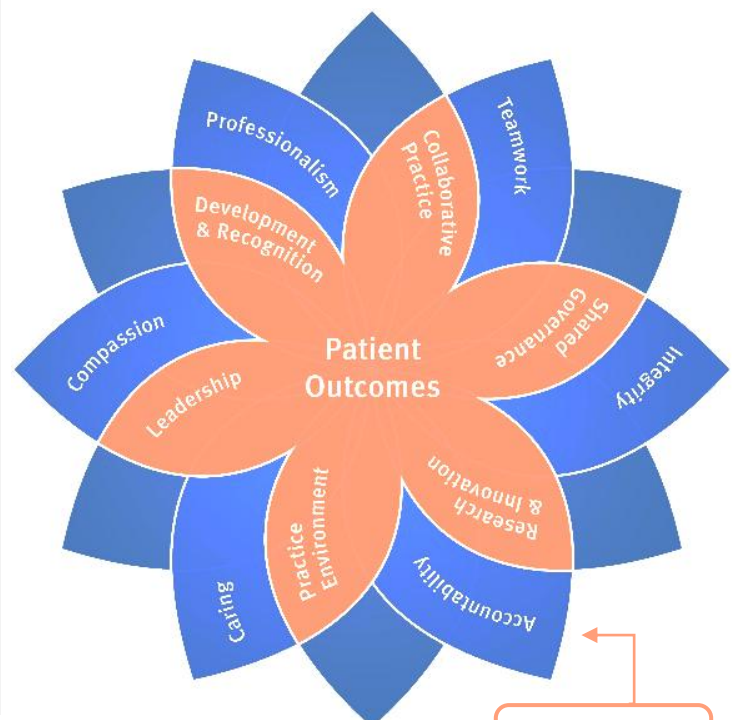 Professionalism
Teamwork
Collaborative
Practice
Development
& Recognition
Shared
Governance
Compassion
Patient
Outcomes
Integrity
Leadership
Research
& Innovation
Practice
Environment
Accountability
Caring